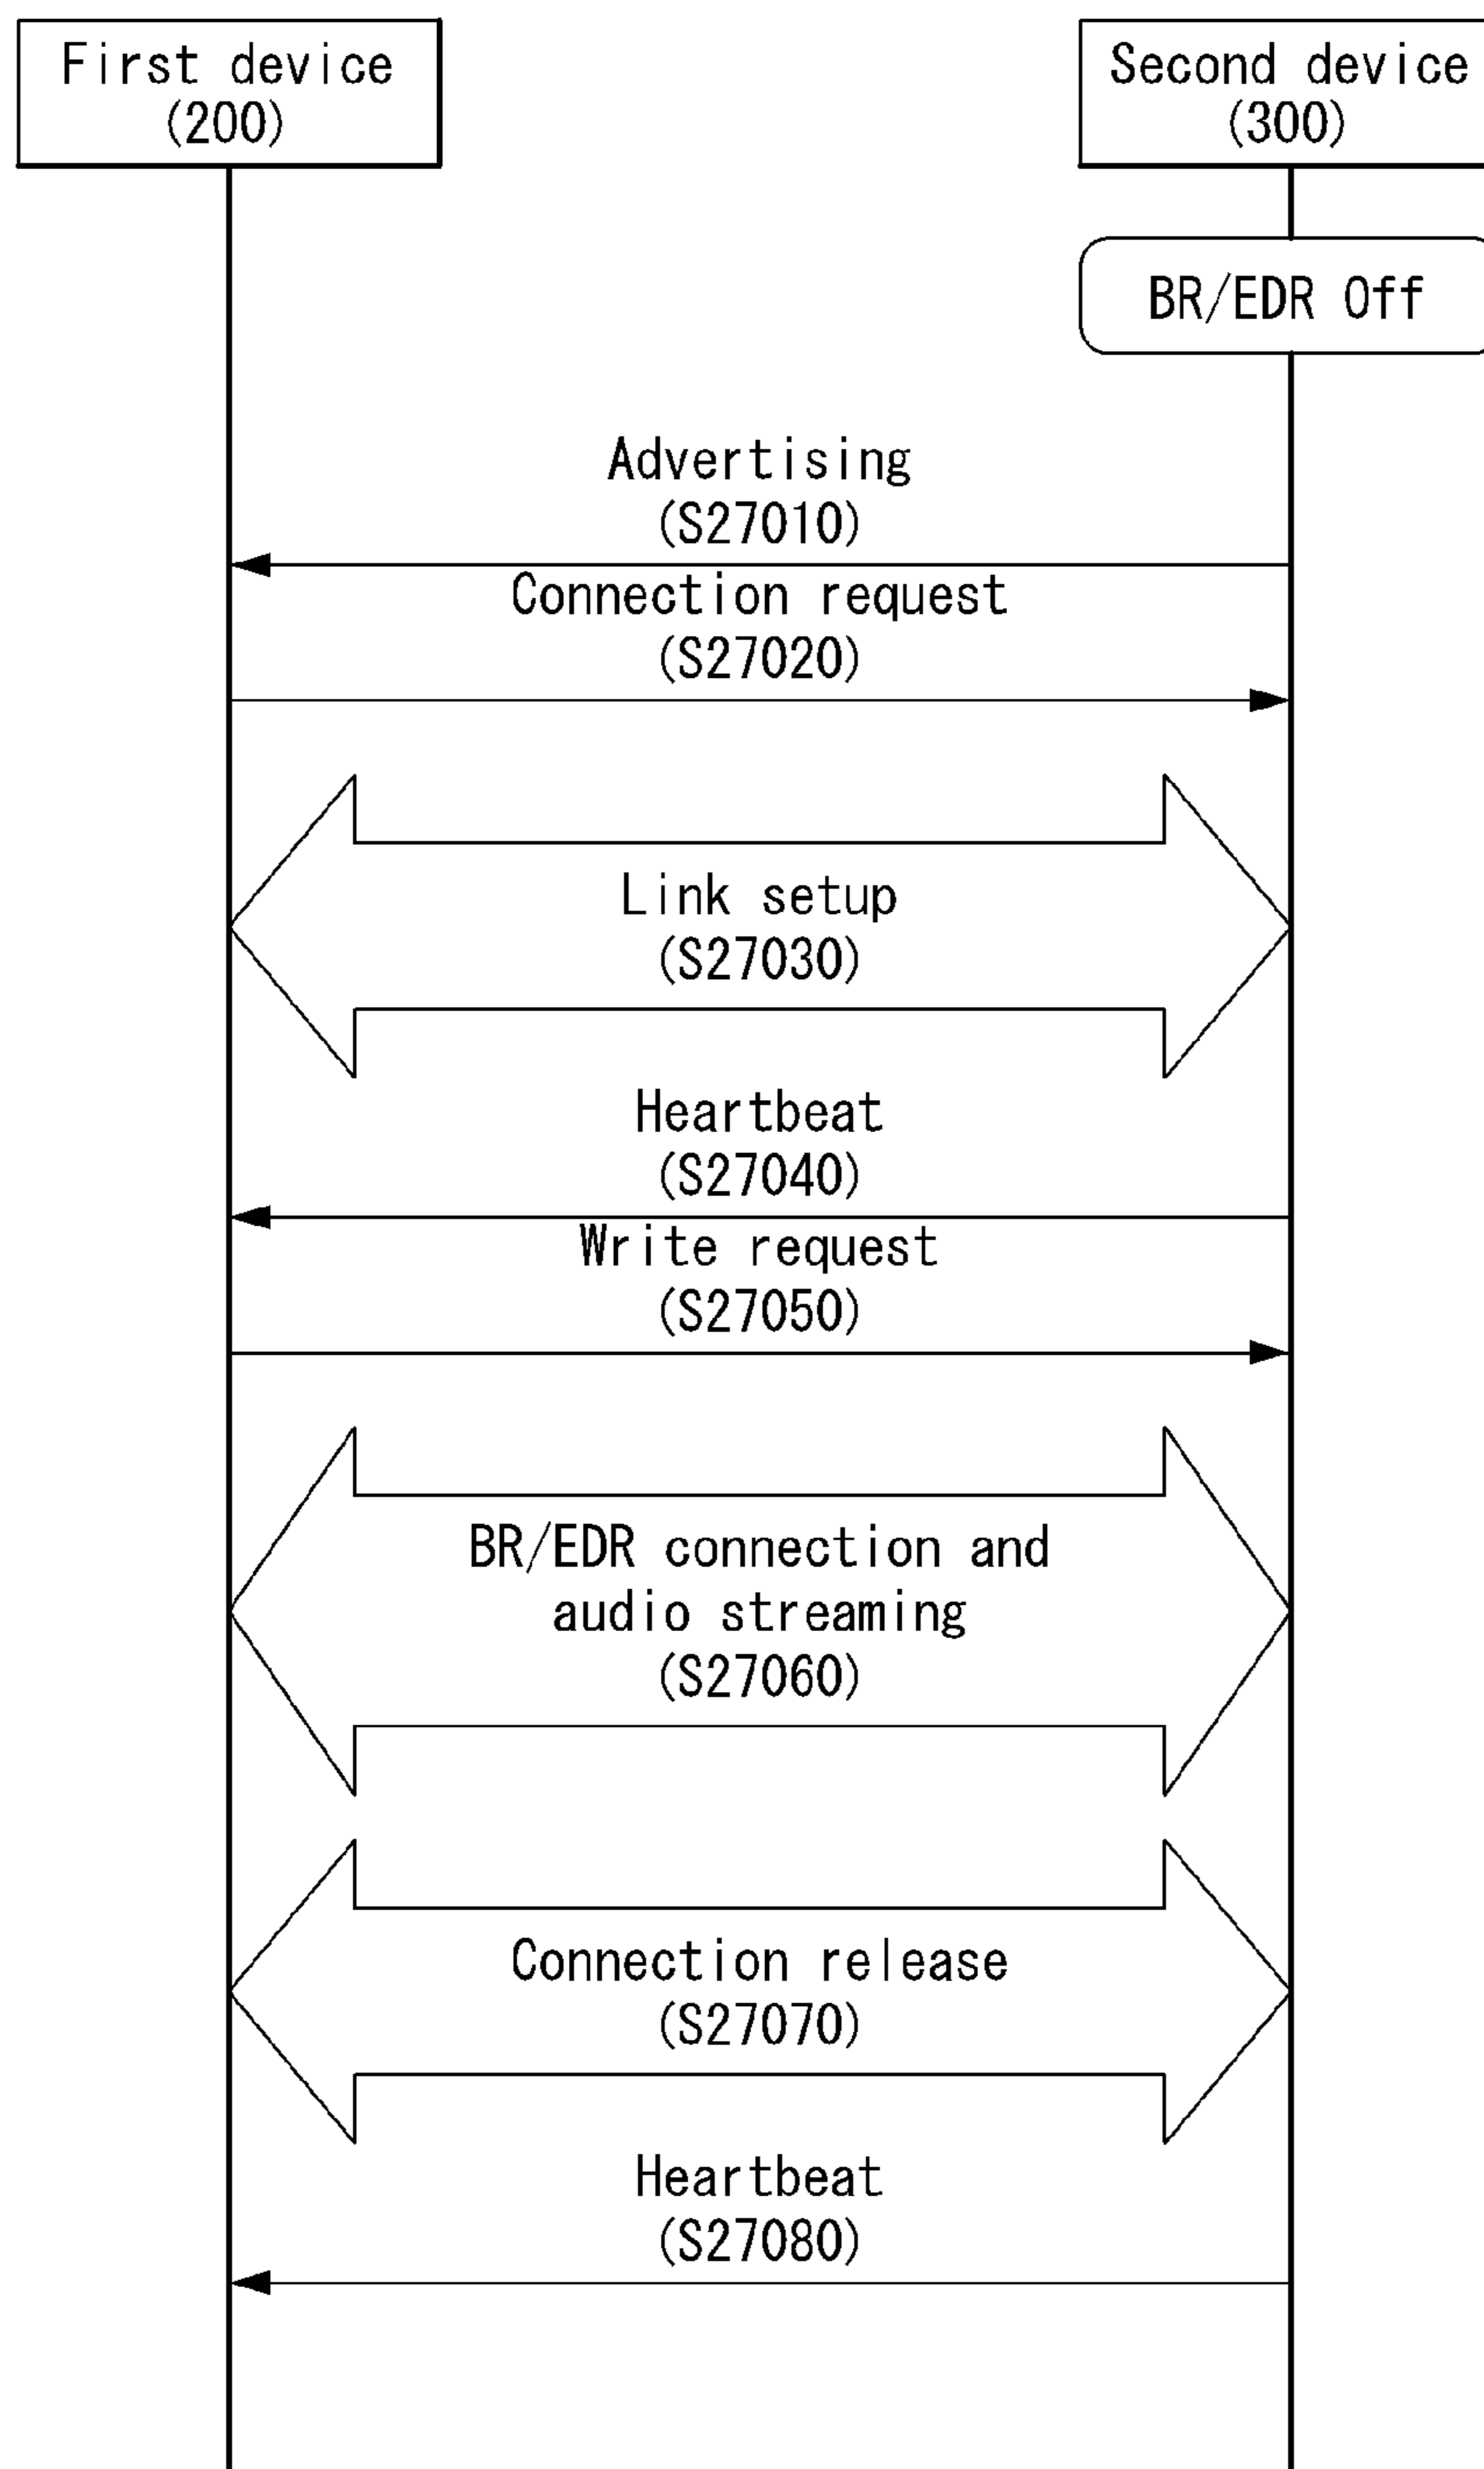 First device
(200)
Second device
(300)
BR/EDR Off
Advertising
(S27010)
Connection request
(S27020)
Link setup
(S27030)
Heartbeat
(S27040)
Write request
(S27050)
BR/EDR connection and
audio streaming
(S27060)
Connection release
(S27070)
Heartbeat
(S27080)